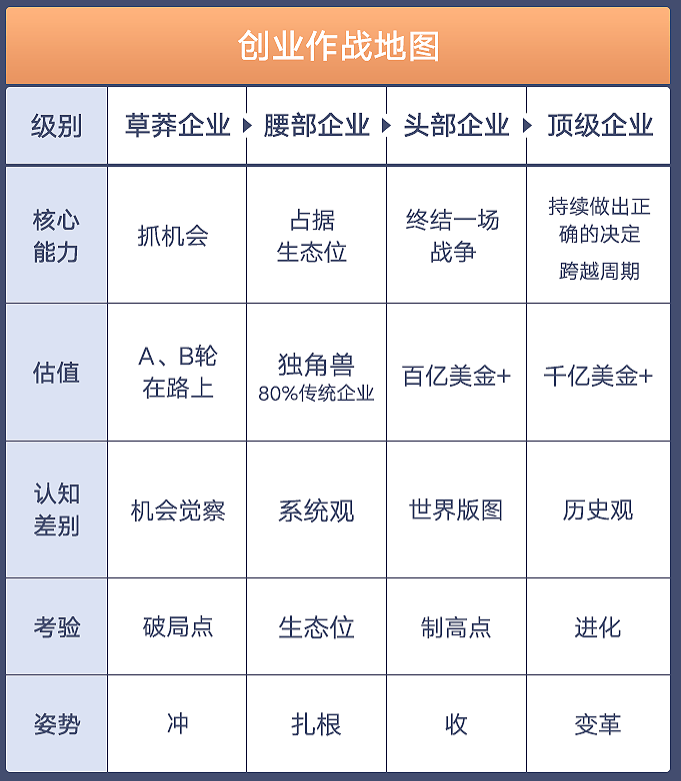 创业作战地图
级别
草莽企业
腰部企业
头部企业
顶级企业
核心
能力
抓机会
占据
生态位
终结一场
战争
持续做出正
确的决定
跨越周期
估值
A、B轮
在路上
独角兽
80%传统企业
百亿美金+
千亿美金+
认知
差别
机会觉察
系统观
世界版图
历史观
考验
破局点
生态位
制高点
进化
姿势
冲
扎根
收
变革